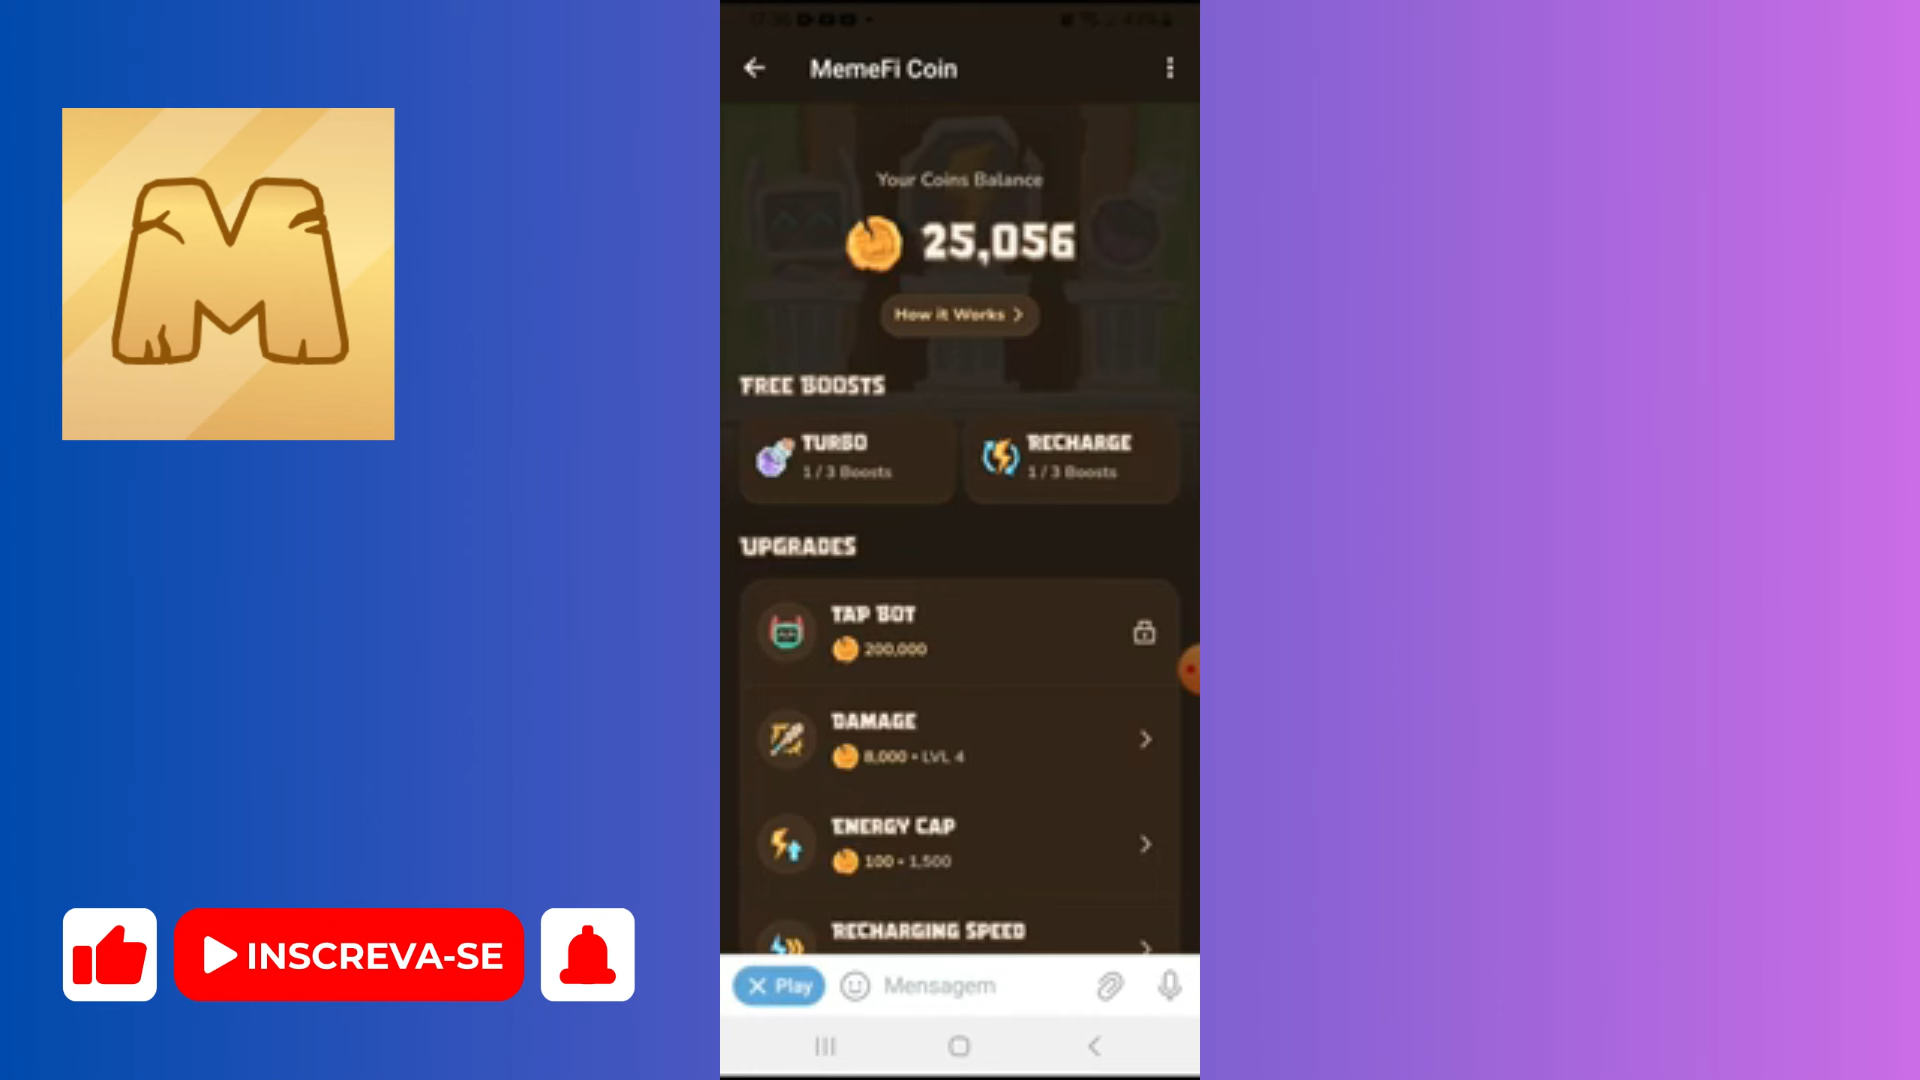 MemeFi Coin
Your Coins Balance
25,056
How it Works
FREE BOOSTS
TURBO
1 / 3 Boosts
RECHARGE
1 / 3 Boosts
UPGRADES
TAP BOT
200,000
DAMAGE
8,000 • LVL 4
ENERGY CAP
100 • 1,500
RECHARGING SPEED
Play
Mensagem
M
INSCREVA-SE